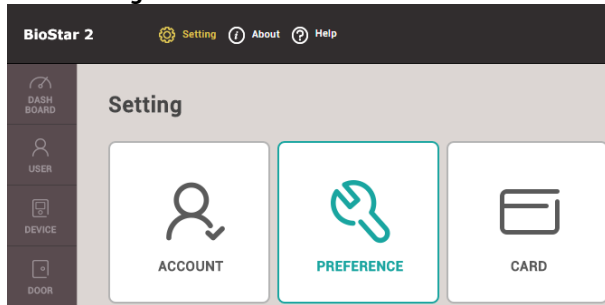 BioStar 2
Setting
About
Help
DASH
BOARD
USER
DEVICE
DOOR
Setting
ACCOUNT
PREFERENCE
CARD